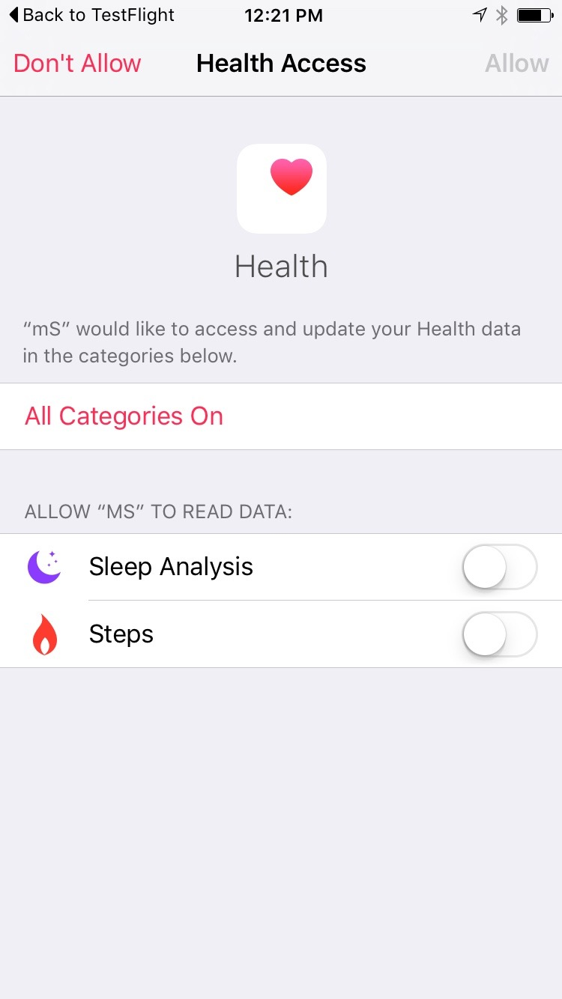 Back to TestFlight 12:21 PM
Don't Allow Health Access Allow
Health
“mS” would like to access and update your Health data
in the categories below.
All Categories On
ALLOW “MS” TO READ DATA:
Sleep Analysis
Steps